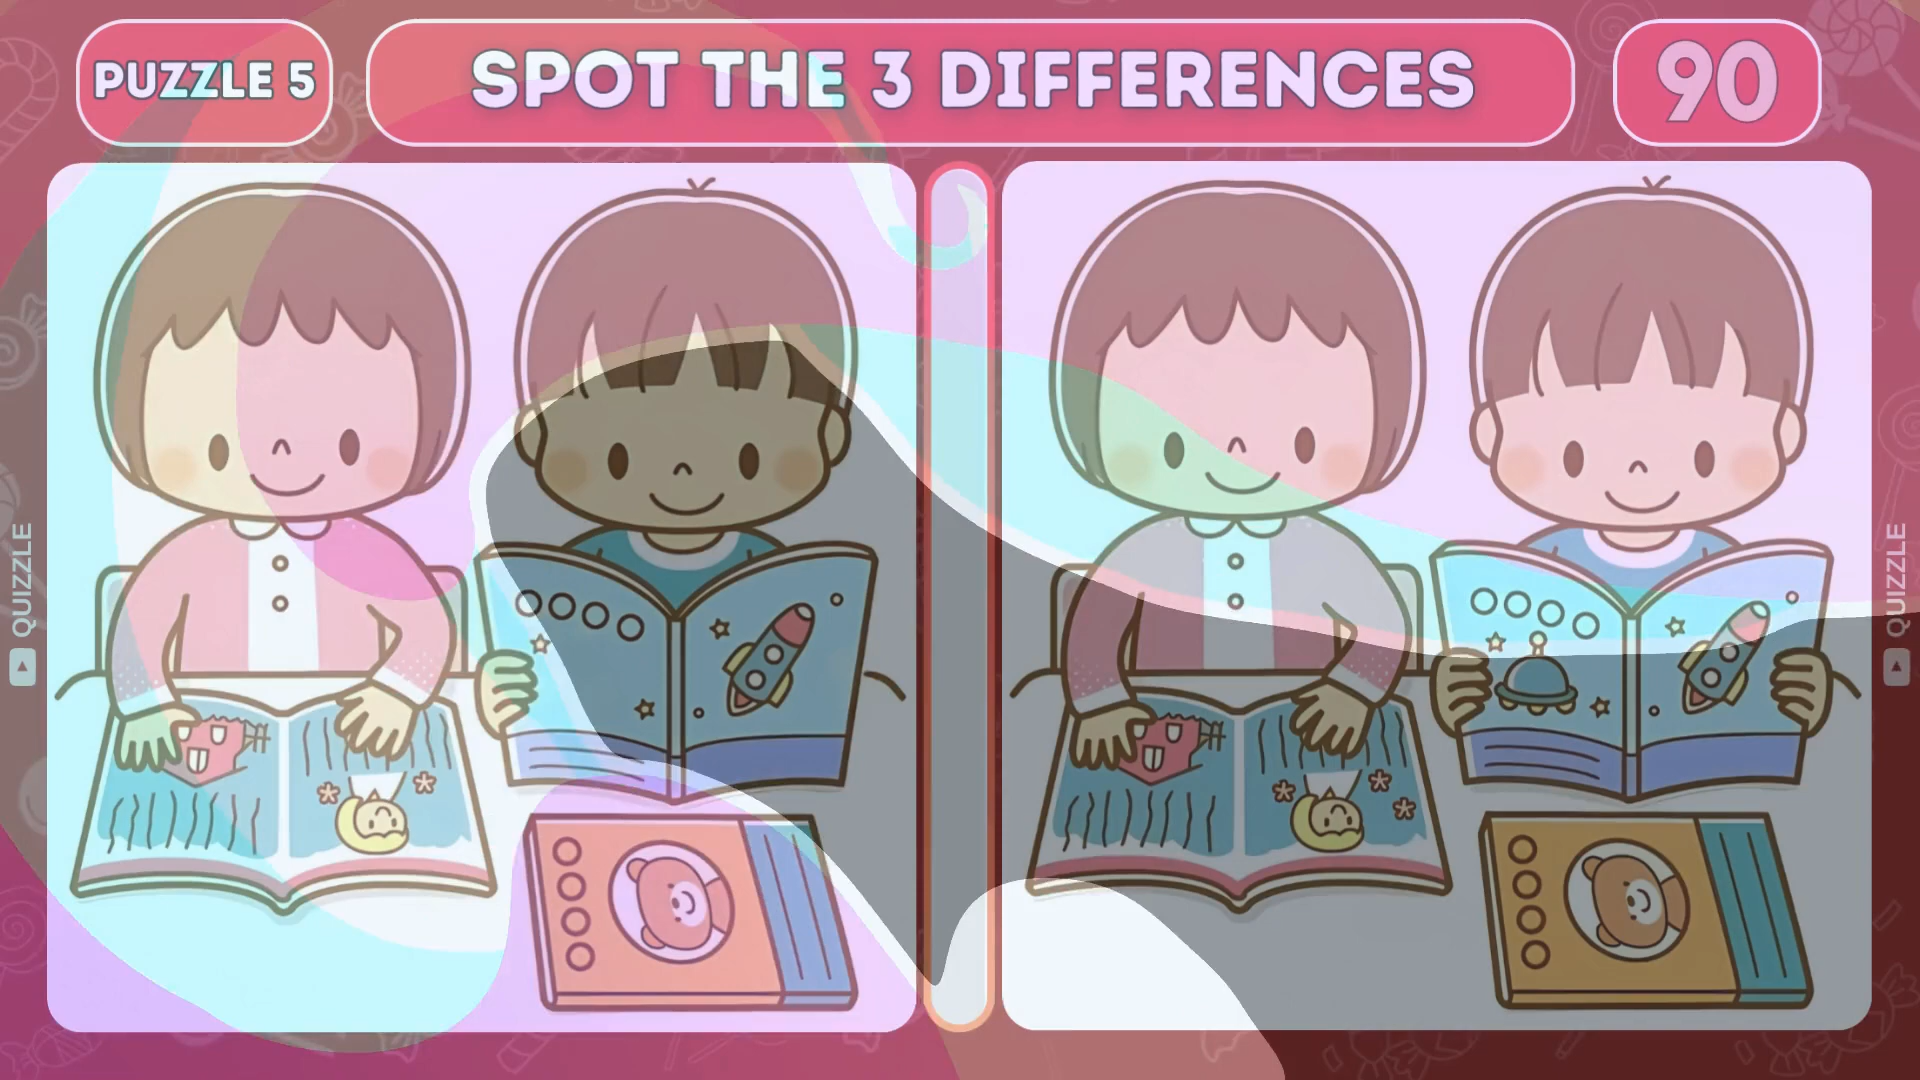 PUZZLE 5
SPOT THE 3 DIFFERENCES
90
QUIZZLE
QUIZZLE